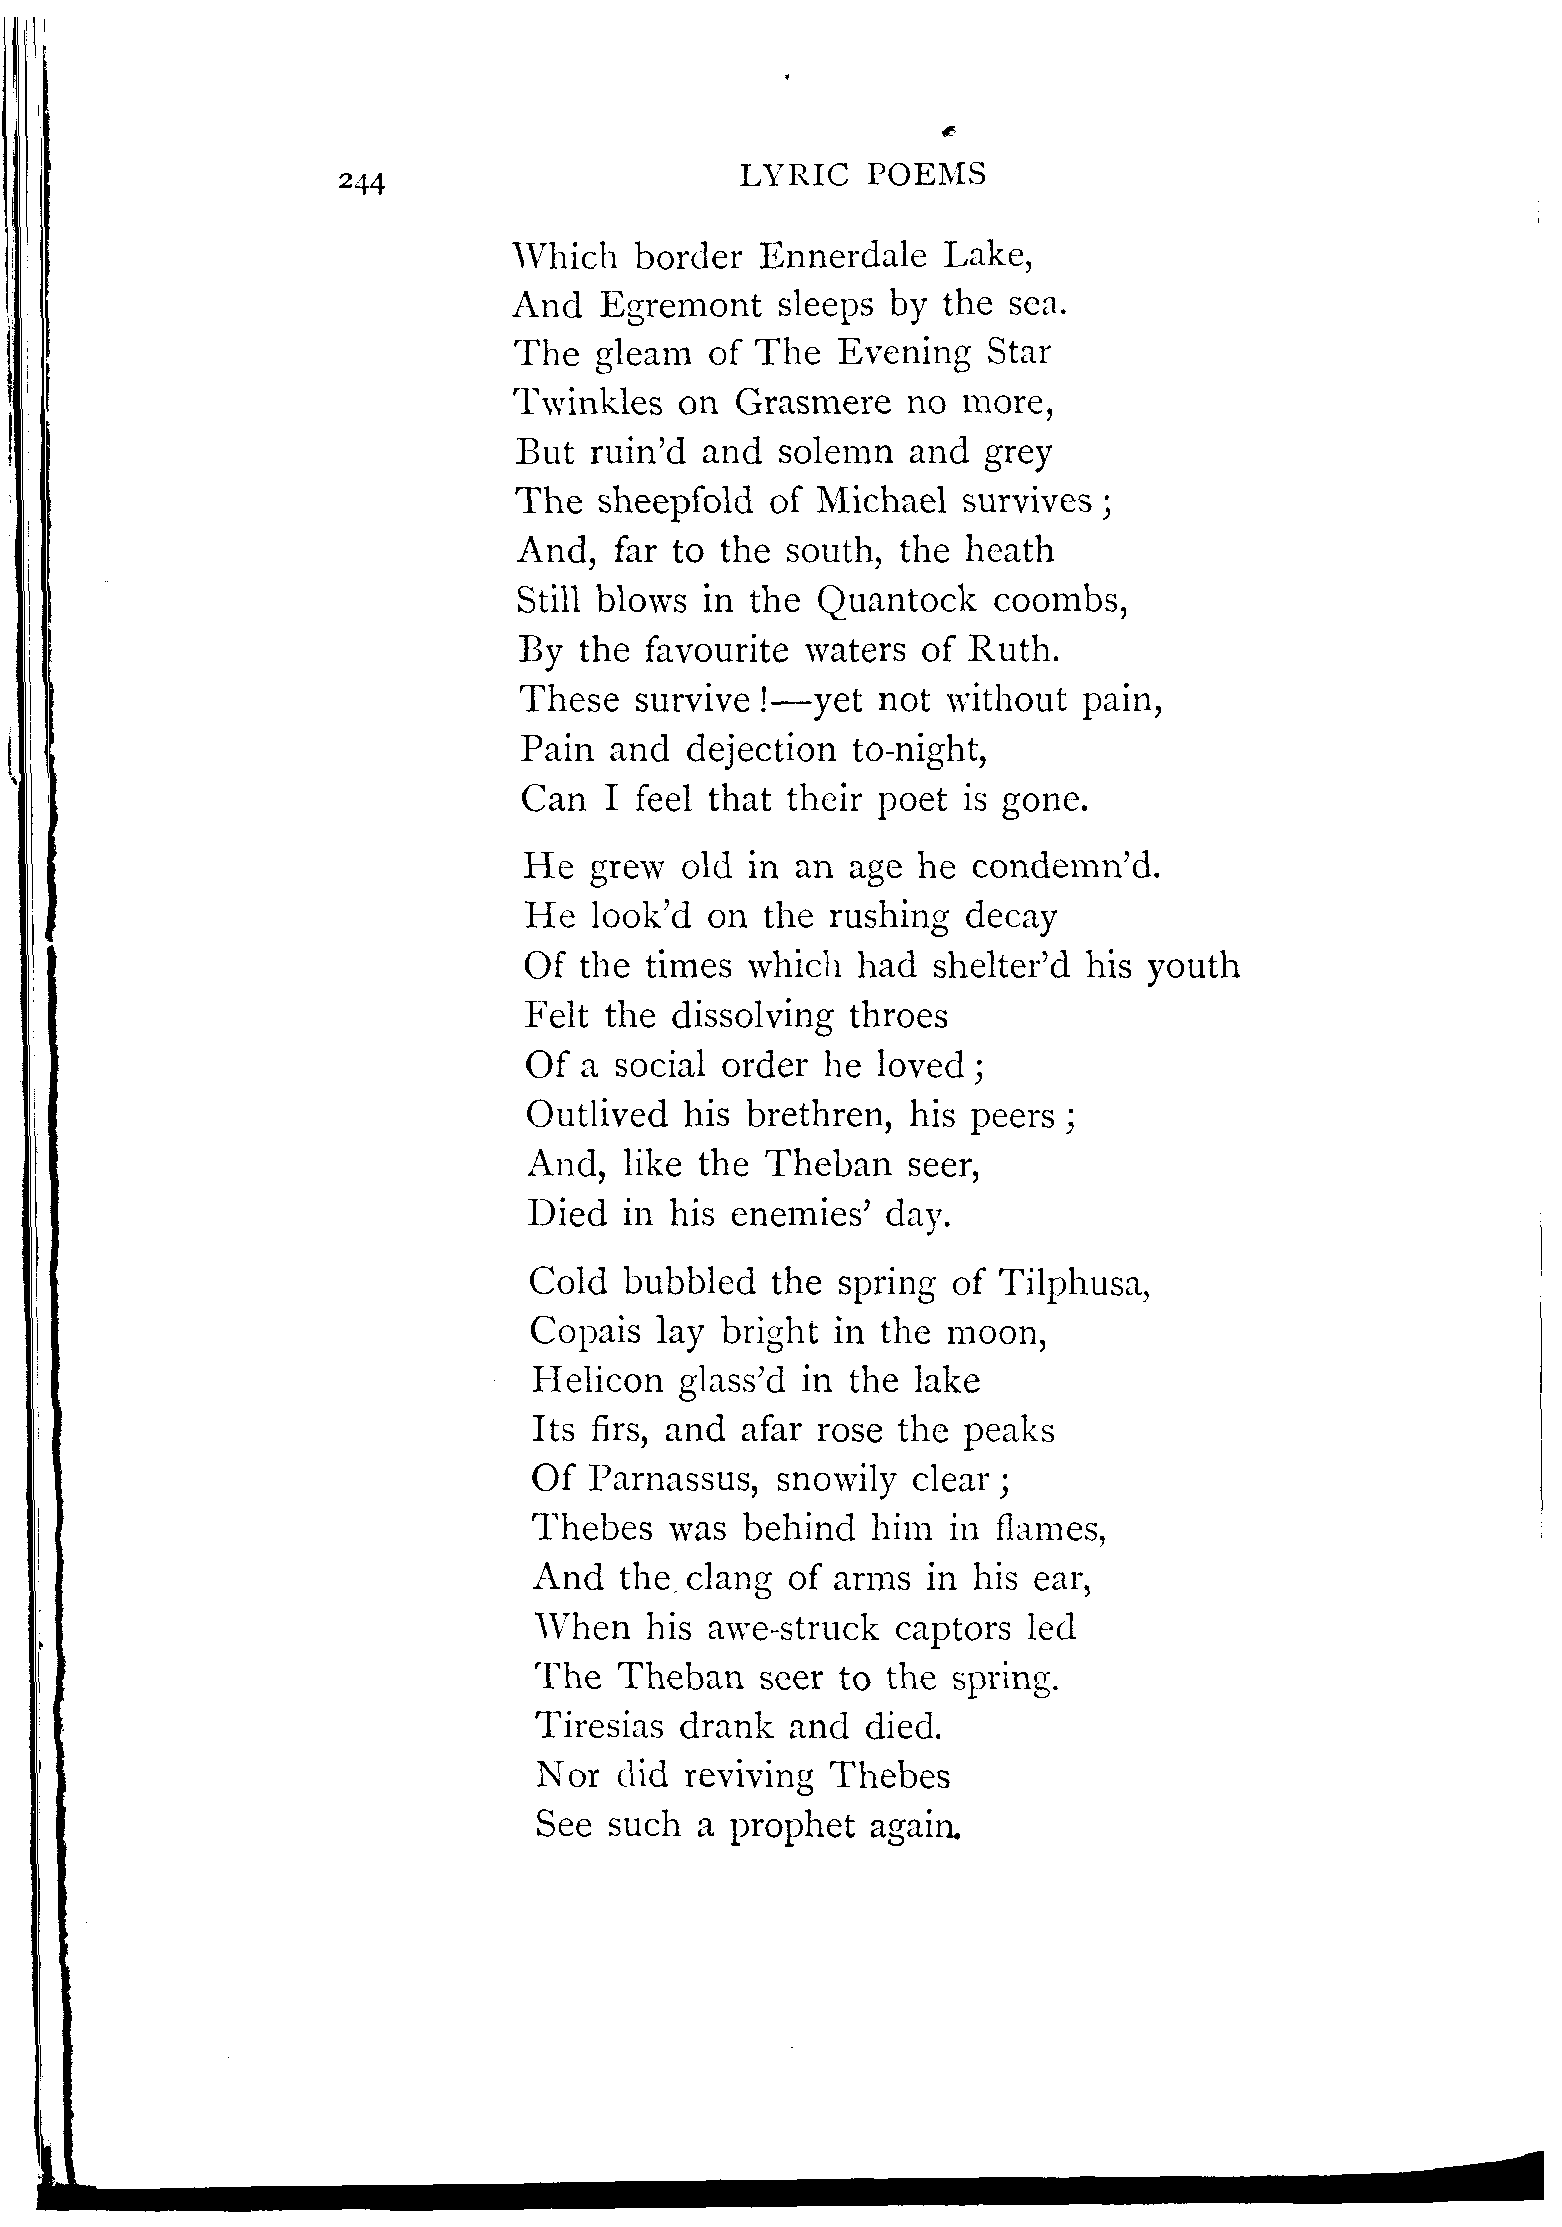 244 LYRIC POEMS
Which border Ennerdale Lake,
And Egremont sleeps by the sea.
The gleam of The Evening Star
Twinkles on Grasmere no more,
But ruin'd and solemn and grey
The sheepfold of Michael survives ;
And, far to the south, the heath
Still blows in the Quantock coombs,
By the favourite waters of Ruth.
These survive !—yet not without pain,
Pain and dejection to-night,
Can I feel that their poet is gone.
He grew old in an age he condemn'd.
He look'd on the rushing decay
Of the times which had shelter'd his youth
Felt the dissolving throes
Of a social order he loved ;
Outlived his brethren, his peers ;
And, like the Theban seer,
Died in his enemies' day.
Cold bubbled the spring of Tilphusa,
Copais lay bright in the moon,
Helicon glass'd in the lake
Its firs, and afar rose the peaks
Of Parnassus, snowily clear ;
Thebes was behind him in flames,
And the clang of arms in his ear,
When his awe-struck captors led
The Theban seer to the spring.
Tiresias drank and died.
Nor did reviving Thebes
See such a prophet again.